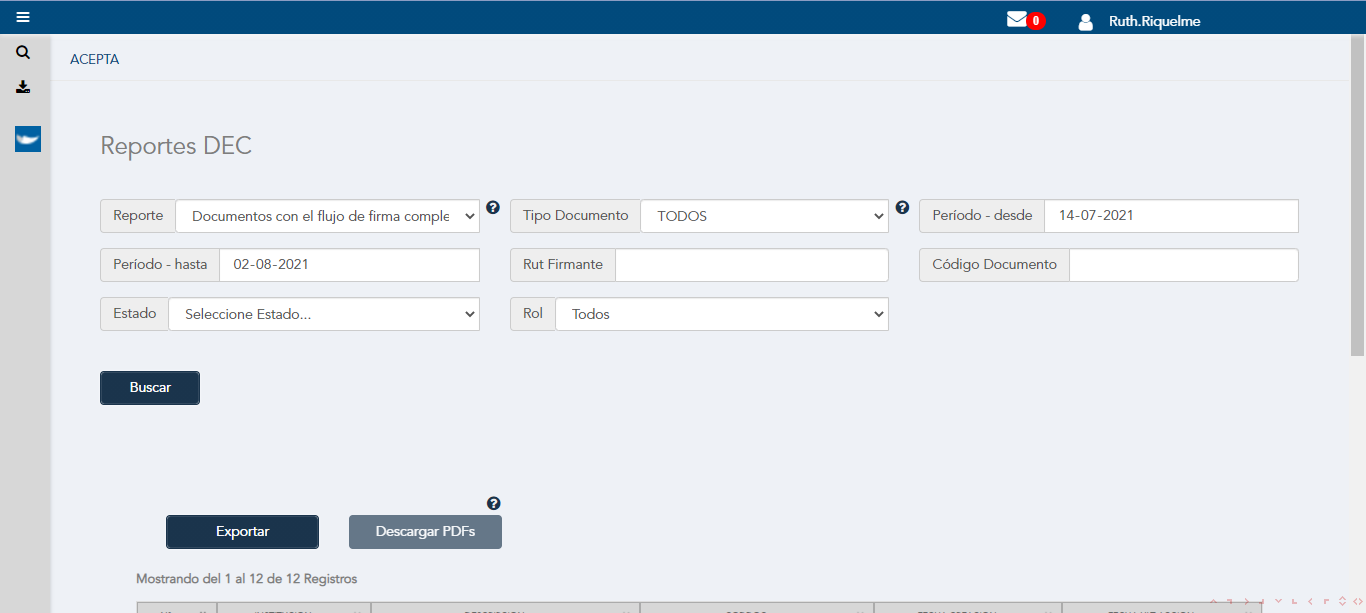 0 Ruth.Riquelme
ACEPTA
Reportes DEC
Reporte Documentos con el flujo de firma comple Tipo Documento TODOS Período - desde 14-07-2021
Período - hasta 02-08-2021 Rut Firmante Código Documento
Estado Seleccione Estado... Rol Todos
Buscar
Exportar Descargar PDFs
Mostrando del 1 al 12 de 12 Registros